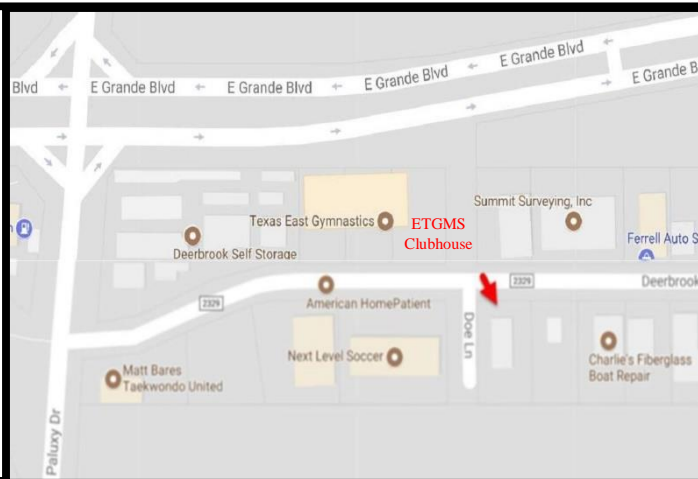 E Grande Blvd
E Grande B
Blvd
E Grande Blvd
E Grande Blvd
E Grande Blvd
Summit Surveying, Inc
Texas East Gymnastics
ETGMS
Clubhouse
Ferrell Auto S
Deerbrook Self Storage
2329
Deerbrook
2329
American HomePatient
Doe Ln
Next Level Soccer
Charlie's Fiberglass
Boat Repair
Matt Bares
Taekwondo United
Paluxy Dr